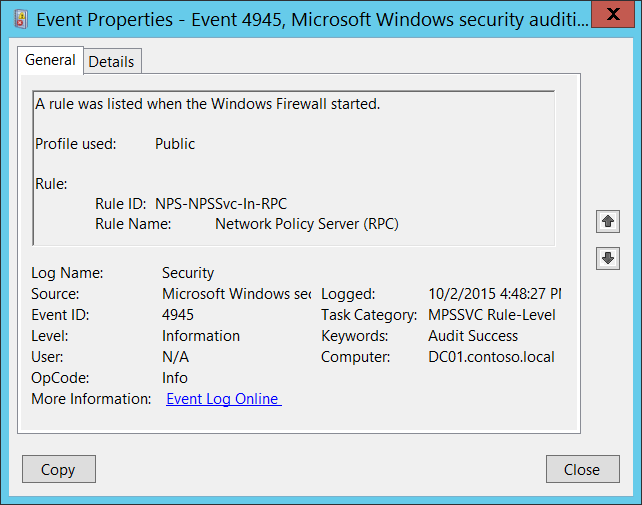 Event Properties - Event 4945, Microsoft Windows security auditi...
X
General Details
A rule was listed when the Windows Firewall started.
Profile used: Public
Rule:
Rule ID: NPS-NPSSvc-In-RPC
Rule Name: Network Policy Server (RPC)
Log Name: Security
Source: Microsoft Windows sec Logged: 10/2/2015 4:48:27 PM
Event ID: 4945 Task Category: MPSSVC Rule-Level
Level: Information Keywords: Audit Success
User: N/A Computer: DC01.contoso.local
OpCode: Info
More Information: Event Log Online
Copy Close